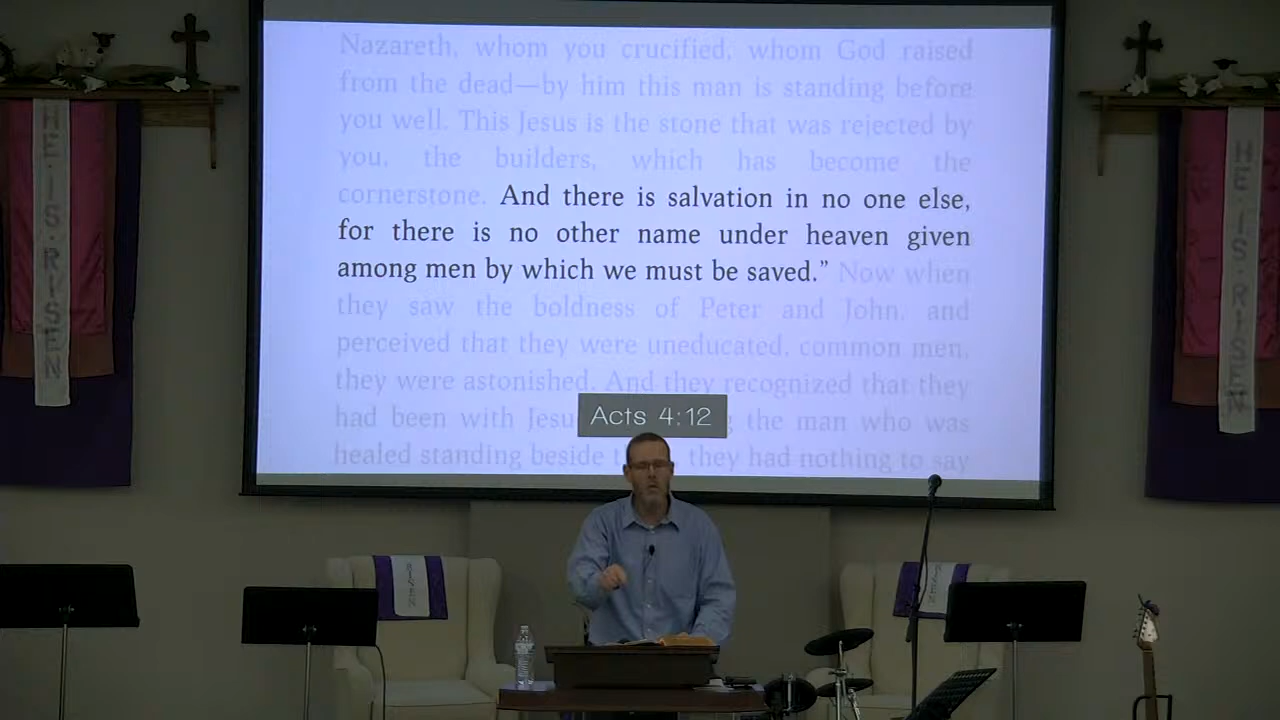 Nazareth, whom you crucified, whom God raised
from the dead—by him this man is standing before
you well. This Jesus is the stone that was rejected by
you, the builders, which has become the
cornerstone. And there is salvation in no one else,
for there is no other name under heaven given
among men by which we must be saved.” Now when
they saw the boldness of Peter and John, and
perceived that they were uneducated, common men,
they were astonished. And they recognized that they
had been with Jesu the man who was
Acts 4:12
healed standing beside they had nothing to say
HE·IS·RISEN
HE·IS·RISEN